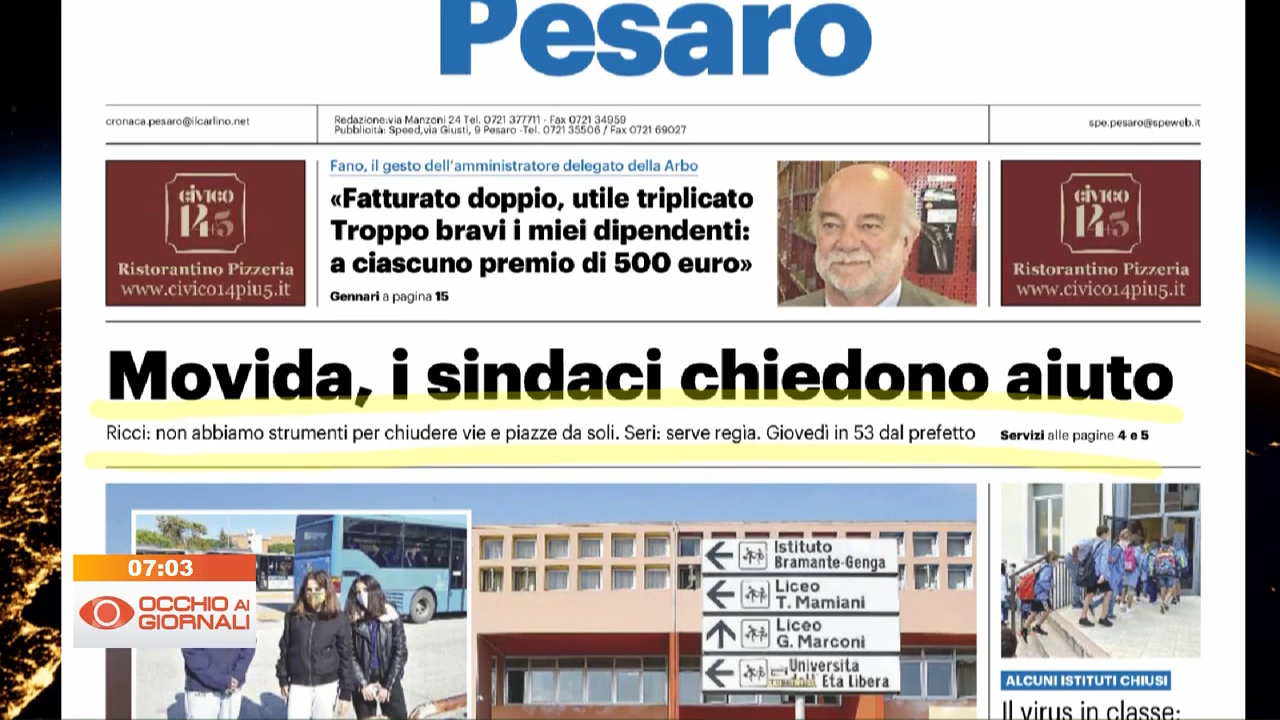 Pesaro
cronaca.pesaro@ilcarlino.net
Redazione:via Manzoni 24 Tel. 0721 377711 - Fax 0721 34959
Pubblicità: Speed,via Giusti, 9 Pesaro -Tel. 0721 35506 / Fax 0721 69027
spe.pesaro@speweb.it
CIVICO
14+5
Ristorantino Pizzeria
www.civico14piu5.it
Fano, il gesto dell'amministratore delegato della Arbo
«Fatturato doppio, utile triplicato
Troppo bravi i miei dipendenti:
a ciascuno premio di 500 euro»
Gennari a pagina 15
CIVICO
14+5
Ristorantino Pizzeria
www.civico14piu5.it
Movida, i sindaci chiedono aiuto
Ricci: non abbiamo strumenti per chiudere vie e piazze da soli. Seri: serve regìa. Giovedì in 53 dal prefetto
Servizi alle pagine 4 e 5
Istituto
Bramante-Genga
Liceo
T. Mamiani
Liceo
G. Marconi
Università
dell' Età Libera
07:03
OCCHIO AI
GIORNALI
ALCUNI ISTITUTI CHIUSI
Il virus in classe: